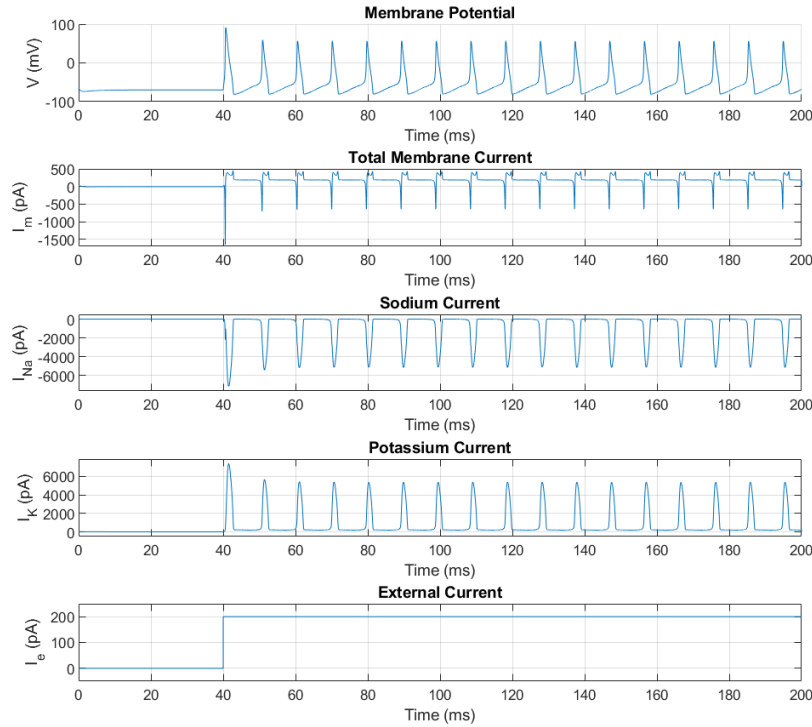 Membrane Potential
100
0
-100
V (mV)
0 20 40 60 80 100 120 140 160 180 200
Time (ms)
Total Membrane Current
500
0
-500
-1000
-1500
I_m (pA)
0 20 40 60 80 100 120 140 160 180 200
Time (ms)
Sodium Current
0
-2000
-4000
-6000
I_Na (pA)
0 20 40 60 80 100 120 140 160 180 200
Time (ms)
Potassium Current
6000
4000
2000
0
I_K (pA)
0 20 40 60 80 100 120 140 160 180 200
Time (ms)
External Current
200
100
0
I_e (pA)
0 20 40 60 80 100 120 140 160 180 200
Time (ms)